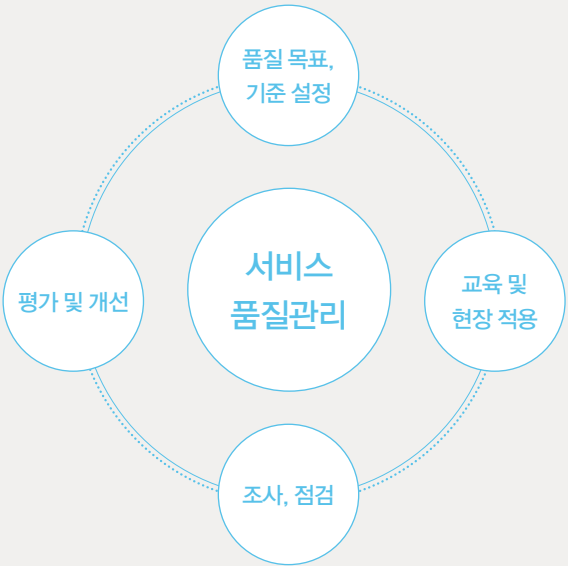 품질 목표,
기준 설정
서비스
품질관리
평가 및 개선
교육 및
현장 적용
조사, 점검